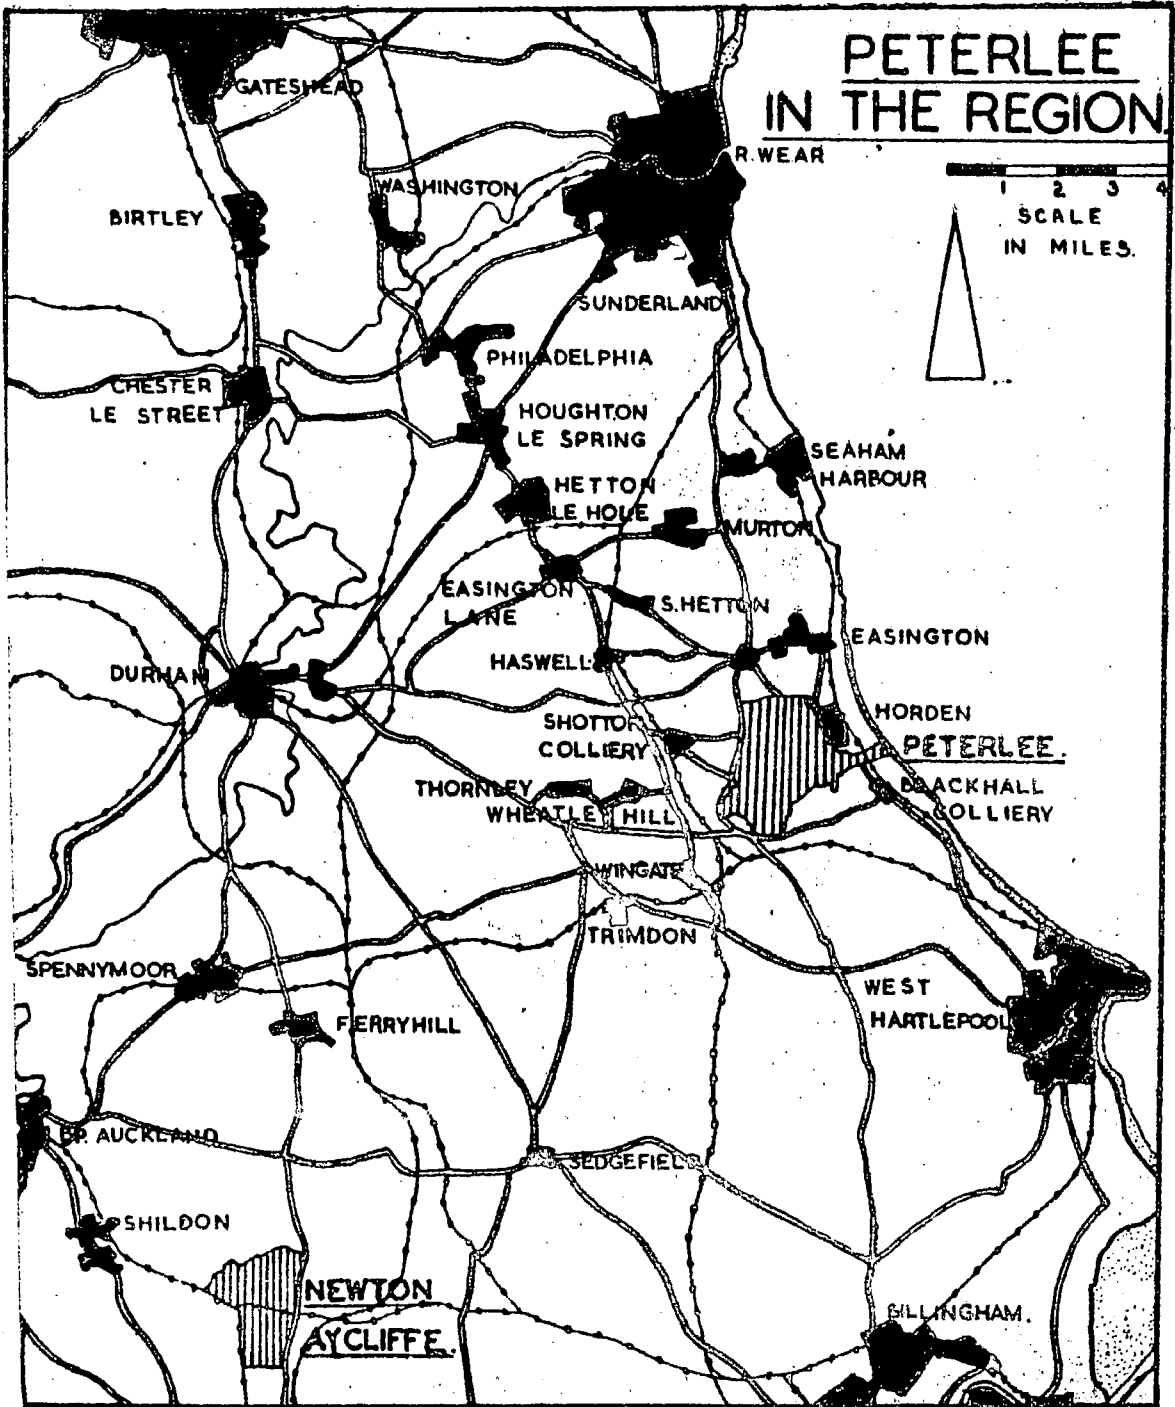 PETERLEE
IN THE REGION
1 2 3 4
SCALE
IN MILES.
GATESHEAD
R. WEAR
WASHINGTON
BIRTLEY
SUNDERLAND
PHILADELPHIA
CHESTER
LE STREET
HOUGHTON
LE SPRING
SEAHAM
HARBOUR
HETTON
LE HOLE
MURTON
EASINGTON
LANE
S. HETTON
EASINGTON
HASWELL
DURHAM
HORDEN
SHOTTON
COLLIERY
PETERLEE.
THORNLEY
BLACKHALL
COLLIERY
WHEATLE HILL
WINGATE
TRIMDON
SPENNYMOOR
WEST
HARTLEPOOL
FERRYHILL
BP. AUCKLAND
SEDGEFIELD
SHILDON
NEWTON
AYCLIFFE.
BILLINGHAM.